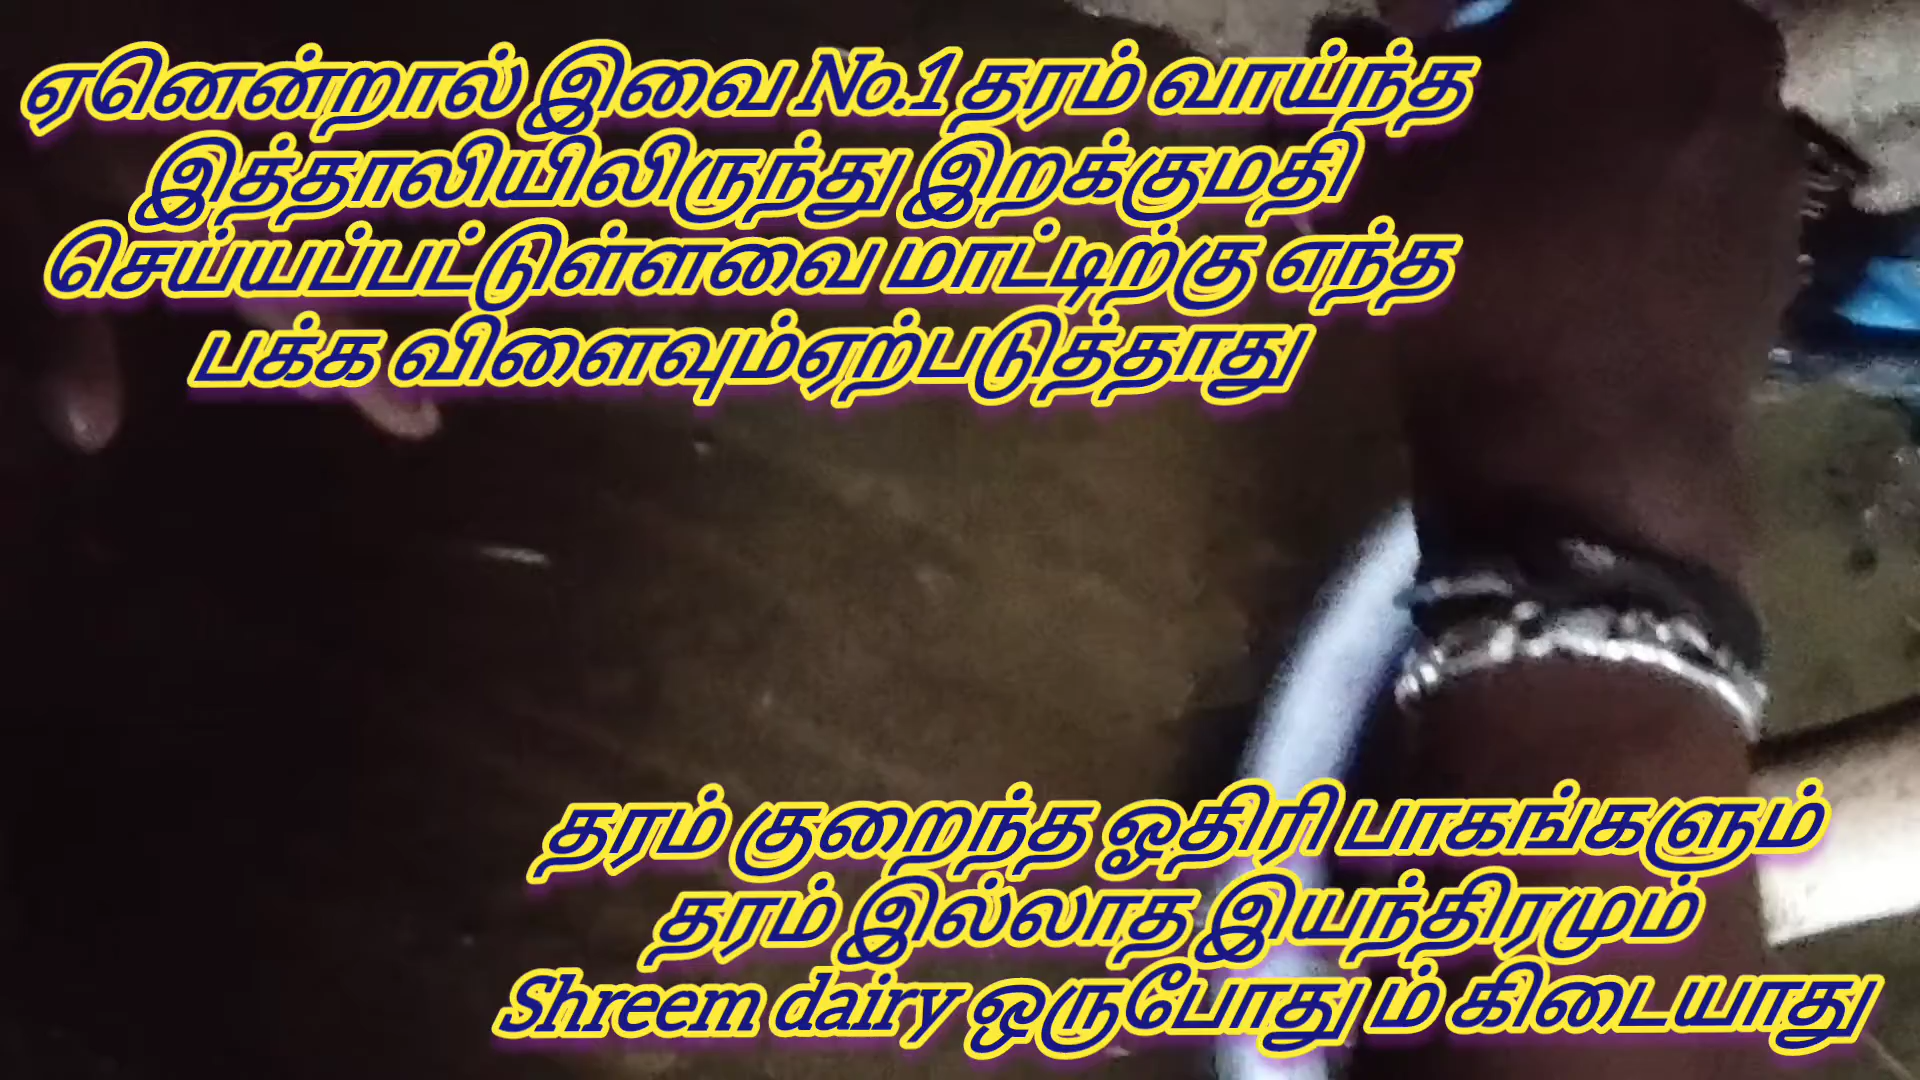 ஏனென்றால் இவை No.1 தரம் வாய்ந்த
இத்தாலியிலிருந்து இறக்குமதி
செய்யப்பட்டுள்ளவை மாட்டிற்கு எந்த
பக்க விளைவும்ஏற்படுத்தாது
தரம் குறைந்த ஓதிரி பாகங்களும்
தரம் இல்லாத இயந்திரமும்
Shreem dairy ஒருபோது ம் கிடையாது